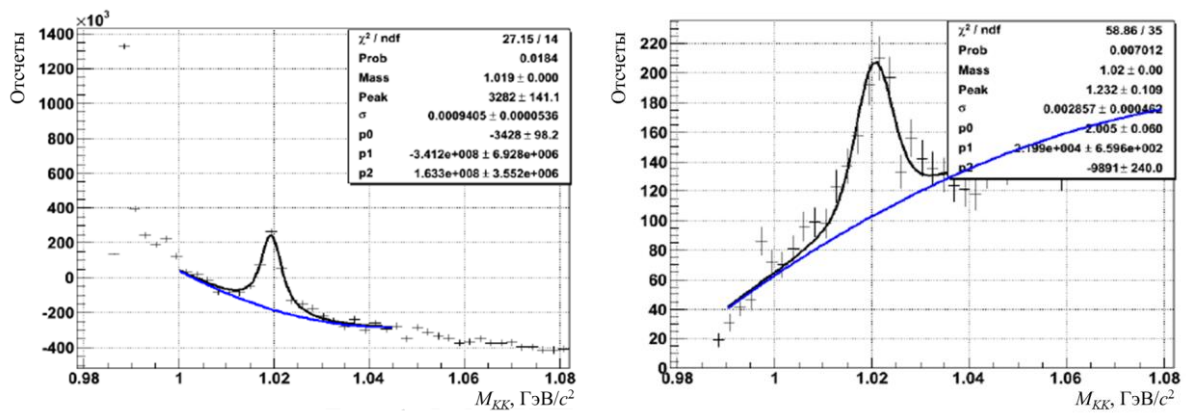 ×10³
Отсчеты
1400
1200
1000
800
600
400
200
0
-200
-400
0.98
1
1.02
1.04
1.06
1.08
M_KK, ГэВ/c²
χ² / ndf 27.15 / 14
Prob 0.0184
Mass 1.019 ± 0.000
Peak 3282 ± 141.1
σ 0.0009405 ± 0.0000536
p0 -3428 ± 98.2
p1 -3.412e+008 ± 6.928e+006
p2 1.633e+008 ± 3.552e+006
Отсчеты
220
200
180
160
140
120
100
80
60
40
20
0
0.98
1
1.02
1.04
1.06
1.08
M_KK, ГэВ/c²
χ² / ndf 58.86 / 35
Prob 0.007012
Mass 1.02 ± 0.00
Peak 1.232 ± 0.109
σ 0.002857 ± 0.000462
p0 2.005 ± 0.060
p1 2.199e+004 ± 6.596e+002
p2 -9891 ± 240.0